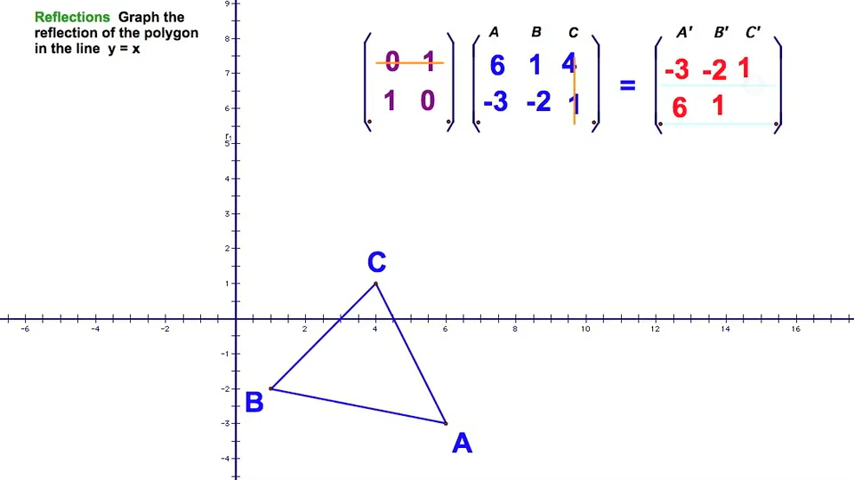 Reflections Graph the
reflection of the polygon
in the line y = x
A B C
0 1
1 0
6 1 4
-3 -2 1
=
A' B' C'
-3 -2 1
6 1
9
8
7
6
5
4
3
2
1
-1
-2
-3
-4
-6 -4 -2 2 4 6 8 10 12 14 16
C
B
A